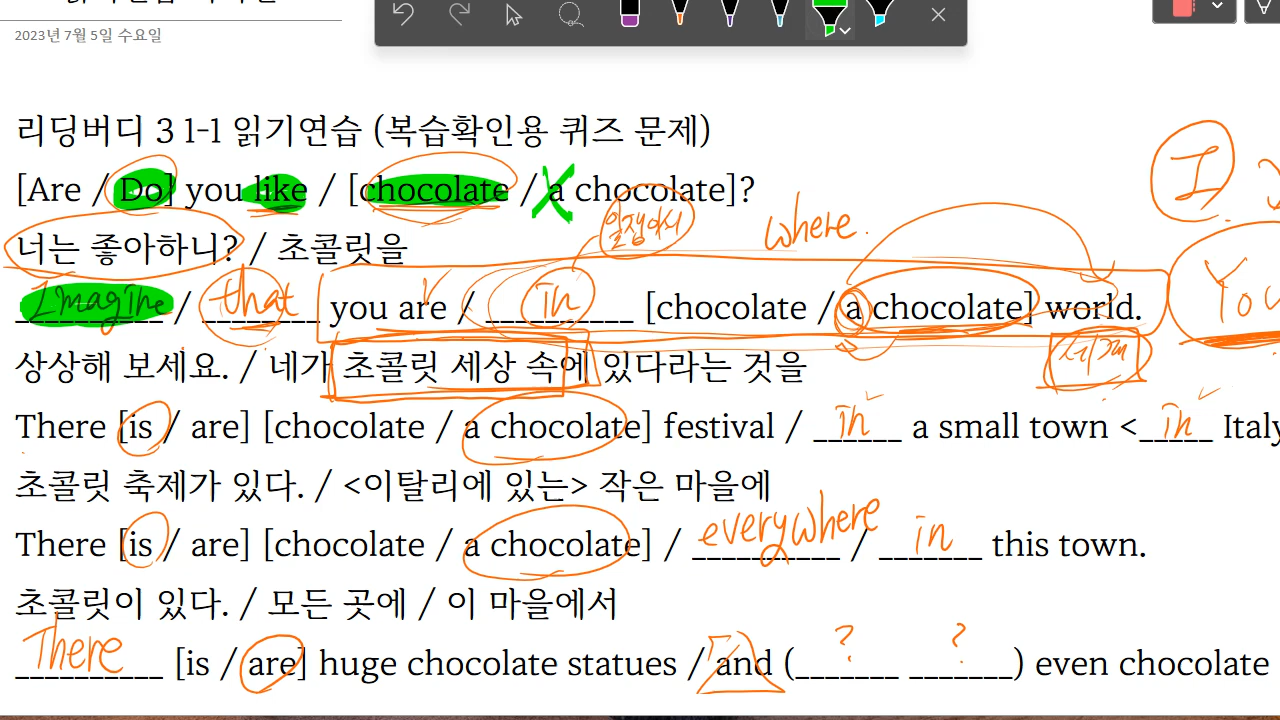 2023년 7월 5일 수요일
리딩버디 3 1-1 읽기연습 (복습확인용 퀴즈 문제)
[Are / Do] you like / [chocolate / a chocolate]?
where
너는 좋아하니? / 초콜릿을
Imagine / that you are / in [chocolate / a chocolate] world.
상상해 보세요. / 네가 초콜릿 세상 속에 있다라는 것을
There [is / are] [chocolate / a chocolate] festival / in a small town < in Italy
초콜릿 축제가 있다. / <이탈리에 있는> 작은 마을에
There [is / are] [chocolate / a chocolate] / everywhere / in this town.
초콜릿이 있다. / 모든 곳에 / 이 마을에서
There [is / are] huge chocolate statues / and (? ?) even chocolate